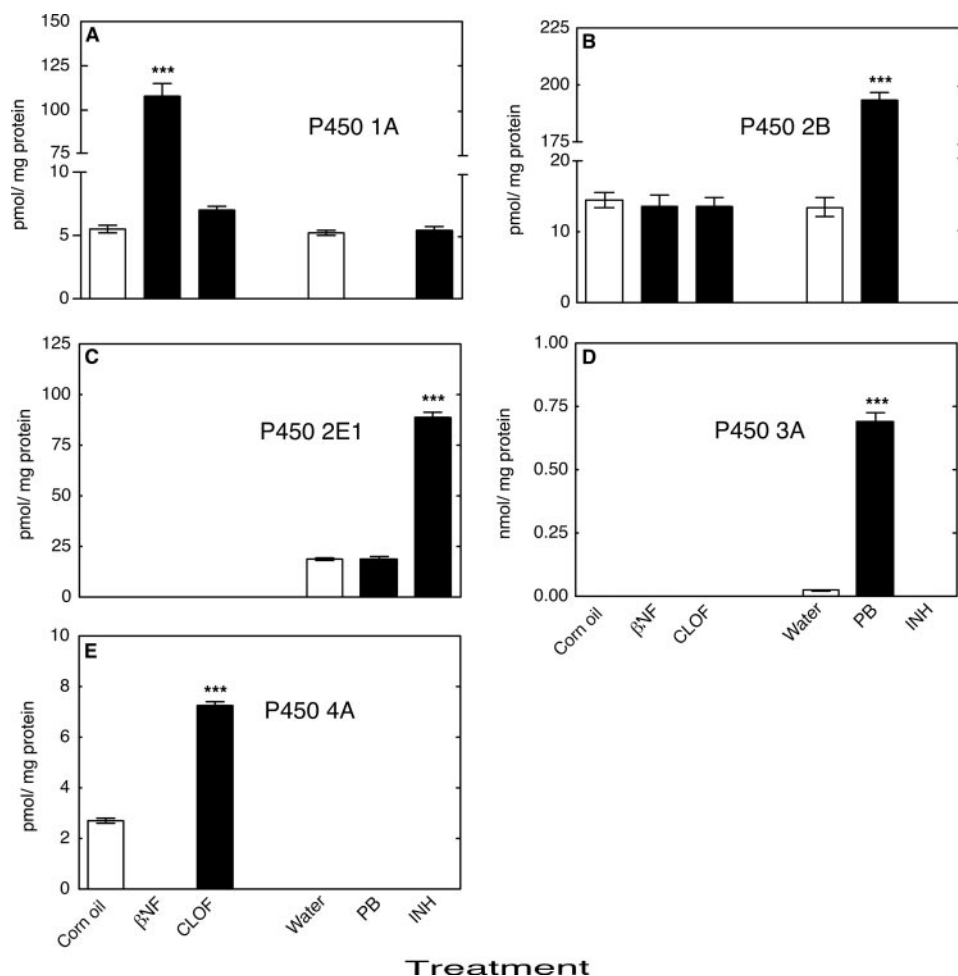 A
150
125
100
75
10
5
0
pmol/ mg protein
***
P450 1A
B
225
200
175
20
10
0
pmol/ mg protein
***
P450 2B
C
125
100
75
50
25
0
pmol/ mg protein
***
P450 2E1
D
1.00
0.75
0.50
0.25
0.00
nmol/ mg protein
***
P450 3A
Corn oil
βNF
CLOF
Water
PB
INH
E
10
8
6
4
2
0
pmol/ mg protein
***
P450 4A
Corn oil
βNF
CLOF
Water
PB
INH
Treatment